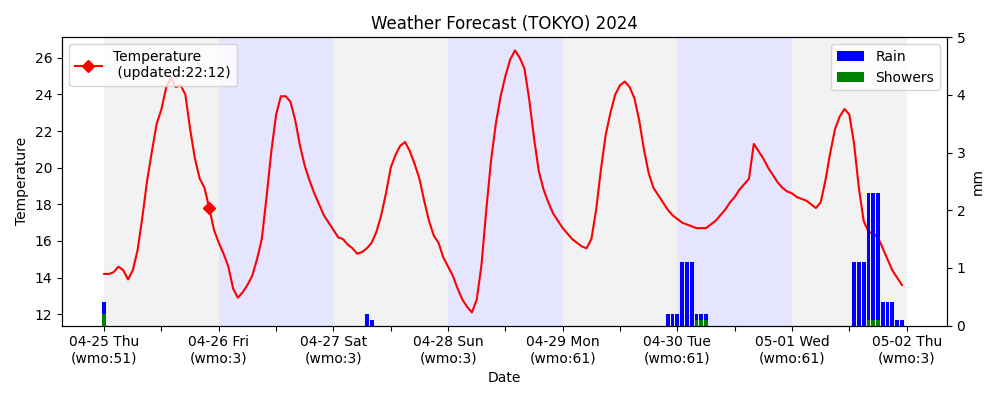 Weather Forecast (TOKYO) 2024
Temperature
(updated:22:12)
Rain
Showers
26
24
22
20
18
16
14
12
Temperature
5
4
3
2
1
0
mm
04-25 Thu
(wmo:51)
04-26 Fri
(wmo:3)
04-27 Sat
(wmo:3)
04-28 Sun
(wmo:3)
04-29 Mon
(wmo:61)
04-30 Tue
(wmo:61)
05-01 Wed
(wmo:61)
05-02 Thu
(wmo:3)
Date